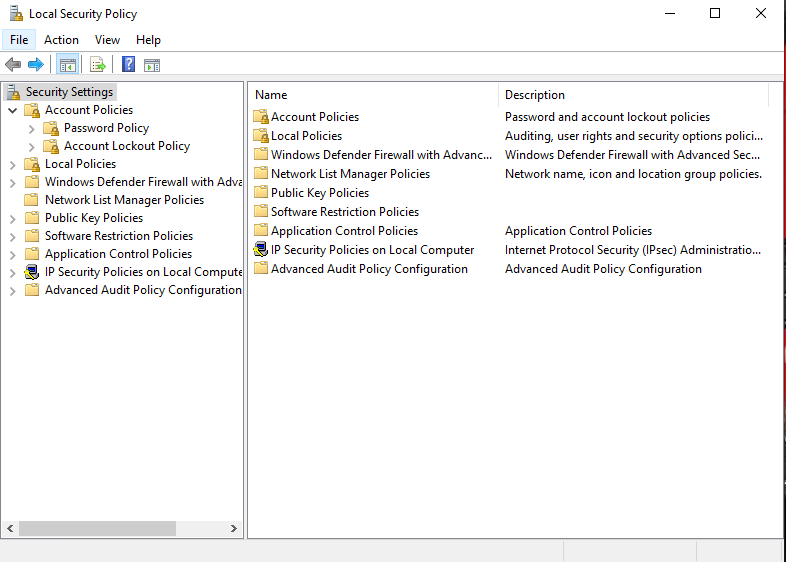 Local Security Policy
File Action View Help
Security Settings
Account Policies
Password Policy
Account Lockout Policy
Local Policies
Windows Defender Firewall with Adva
Network List Manager Policies
Public Key Policies
Software Restriction Policies
Application Control Policies
IP Security Policies on Local Compute
Advanced Audit Policy Configuration
Name Description
Account Policies Password and account lockout policies
Local Policies Auditing, user rights and security options polici...
Windows Defender Firewall with Advanc... Windows Defender Firewall with Advanced Sec...
Network List Manager Policies Network name, icon and location group policies.
Public Key Policies
Software Restriction Policies
Application Control Policies Application Control Policies
IP Security Policies on Local Computer Internet Protocol Security (IPsec) Administratio...
Advanced Audit Policy Configuration Advanced Audit Policy Configuration